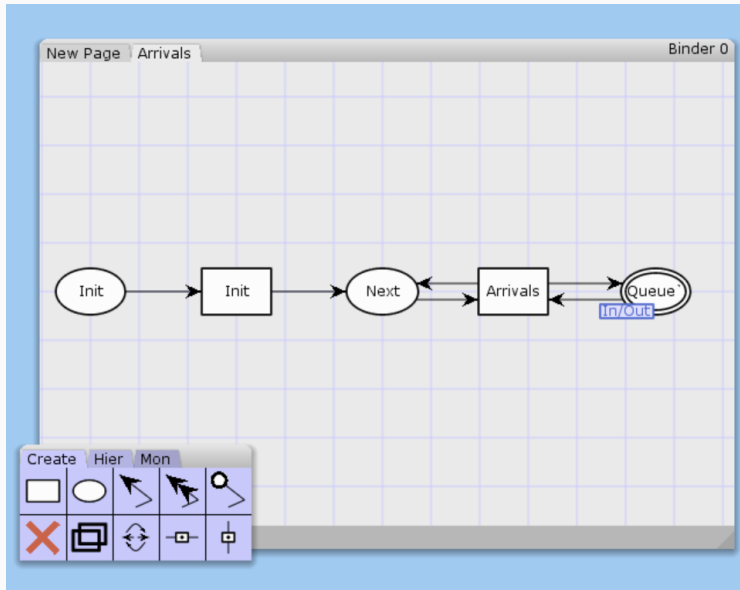 New Page Arrivals Binder 0
Init Init Next Arrivals Queue`
In/Out
Create Hier Mon